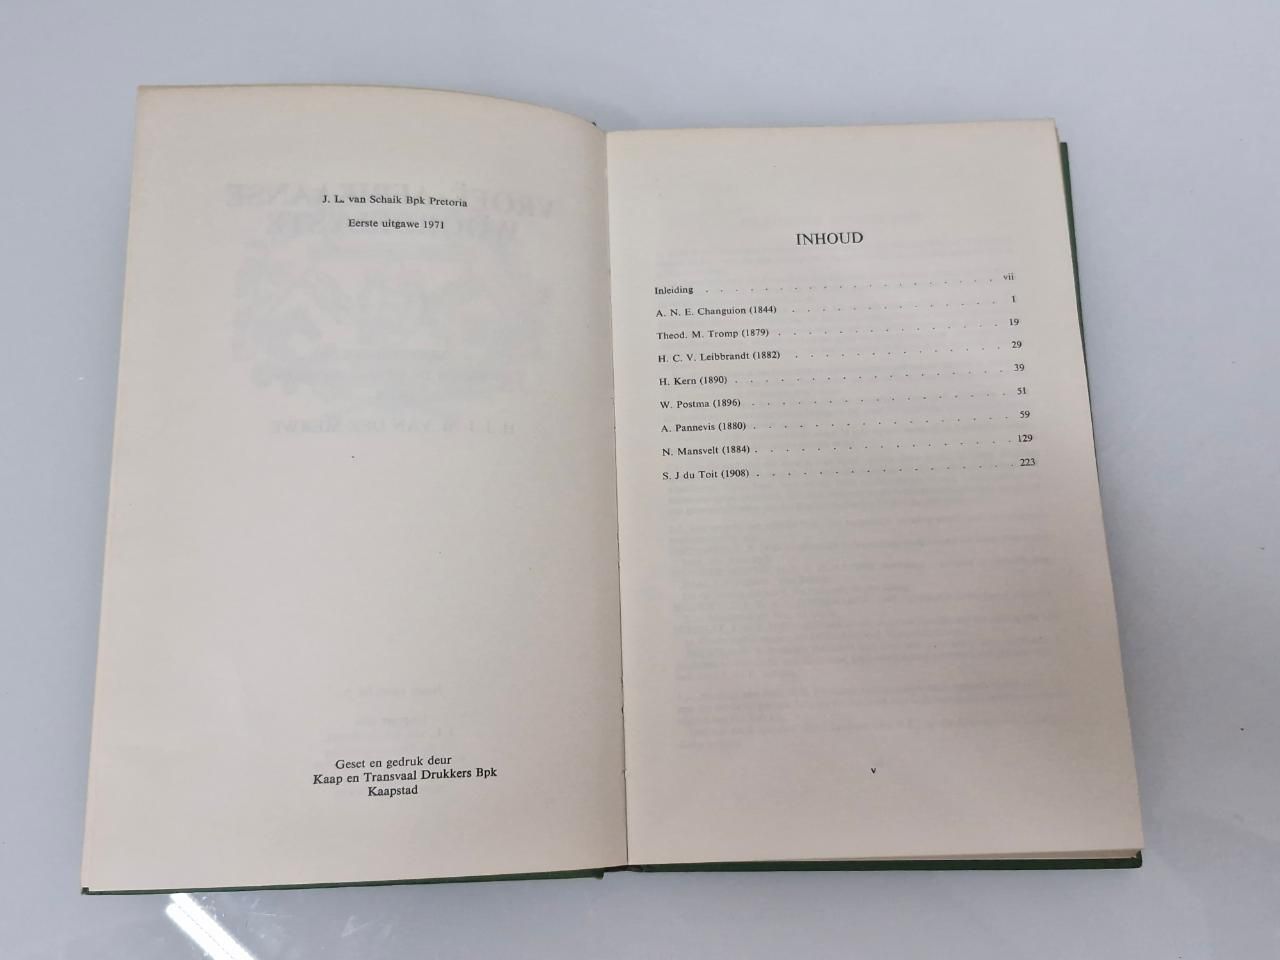 J. L. van Schaik Bpk Pretoria
Eerste uitgawe 1971
Geset en gedruk deur
Kaap en Transvaal Drukkers Bpk
Kaapstad
INHOUD
Inleiding . . . . . . . . . . . . . . . . . . . vii
A. N. E. Changuion (1844) . . . . . . . . . . . . . . 1
Theod. M. Tromp (1879) . . . . . . . . . . . . . . . 19
H. C. V. Leibbrandt (1882) . . . . . . . . . . . . . . 29
H. Kern (1890) . . . . . . . . . . . . . . . . . 39
W. Postma (1896) . . . . . . . . . . . . . . . . 51
A. Pannevis (1880) . . . . . . . . . . . . . . . . 59
N. Mansvelt (1884) . . . . . . . . . . . . . . . . 129
S. J du Toit (1908) . . . . . . . . . . . . . . . . 223
v